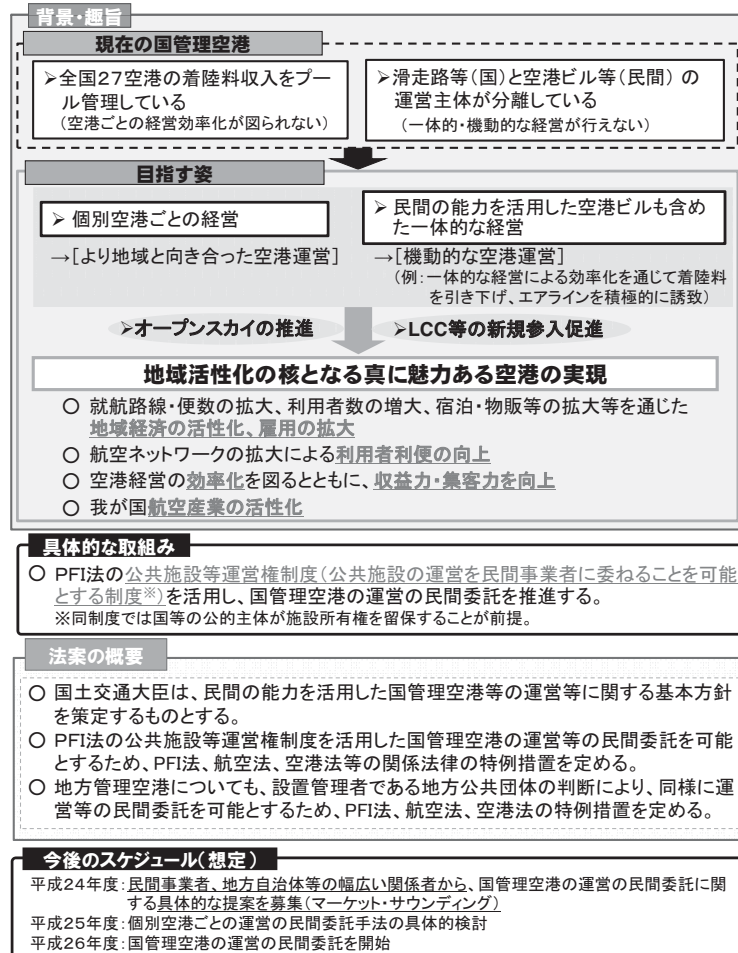 背景・趣旨
現在の国管理空港
➢全国27空港の着陸料収入をプー
ル管理している
(空港ごとの経営効率化が図られない)
➢滑走路等(国)と空港ビル等(民間)の
運営主体が分離している
(一体的・機動的な経営が行えない)
目指す姿
➢ 個別空港ごとの経営
→[より地域と向き合った空港運営]
➢ 民間の能力を活用した空港ビルも含め
た一体的な経営
→[機動的な空港運営]
(例:一体的な経営による効率化を通じて着陸料
を引き下げ、エアラインを積極的に誘致)
➢オープンスカイの推進
➢LCC等の新規参入促進
地域活性化の核となる真に魅力ある空港の実現
○ 就航路線・便数の拡大、利用者数の増大、宿泊・物販等の拡大等を通じた
地域経済の活性化、雇用の拡大
○ 航空ネットワークの拡大による利用者利便の向上
○ 空港経営の効率化を図るとともに、収益力・集客力を向上
○ 我が国航空産業の活性化
具体的な取組み
○ PFI法の公共施設等運営権制度(公共施設の運営を民間事業者に委ねることを可能
とする制度※)を活用し、国管理空港の運営の民間委託を推進する。
※同制度では国等の公的主体が施設所有権を留保することが前提。
法案の概要
○ 国土交通大臣は、民間の能力を活用した国管理空港等の運営等に関する基本方針
を策定するものとする。
○ PFI法の公共施設等運営権制度を活用した国管理空港の運営等の民間委託を可能
とするため、PFI法、航空法、空港法等の関係法律の特例措置を定める。
○ 地方管理空港についても、設置管理者である地方公共団体の判断により、同様に運
営等の民間委託を可能とするため、PFI法、航空法、空港法の特例措置を定める。
今後のスケジュール(想定)
平成24年度:民間事業者、地方自治体等の幅広い関係者から、国管理空港の運営の民間委託に関
する具体的な提案を募集(マーケット・サウンディング)
平成25年度:個別空港ごとの運営の民間委託手法の具体的検討
平成26年度:国管理空港の運営の民間委託を開始